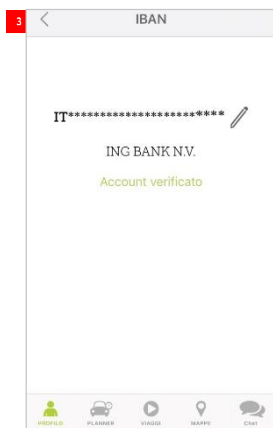 3
IBAN
IT*************************
ING BANK N.V.
Account verificato
PROFILO PLANNER VIAGGI MAPPE Chat